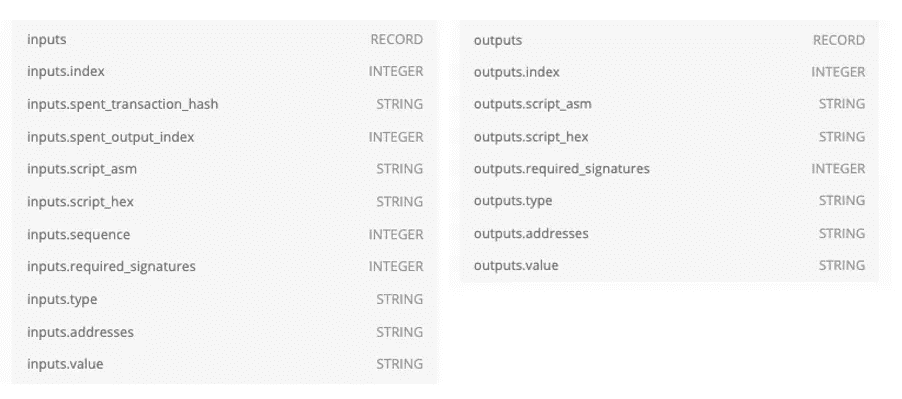 inputs RECORD
inputs.index INTEGER
inputs.spent_transaction_hash STRING
inputs.spent_output_index INTEGER
inputs.script_asm STRING
inputs.script_hex STRING
inputs.sequence INTEGER
inputs.required_signatures INTEGER
inputs.type STRING
inputs.addresses STRING
inputs.value STRING
outputs RECORD
outputs.index INTEGER
outputs.script_asm STRING
outputs.script_hex STRING
outputs.required_signatures INTEGER
outputs.type STRING
outputs.addresses STRING
outputs.value STRING